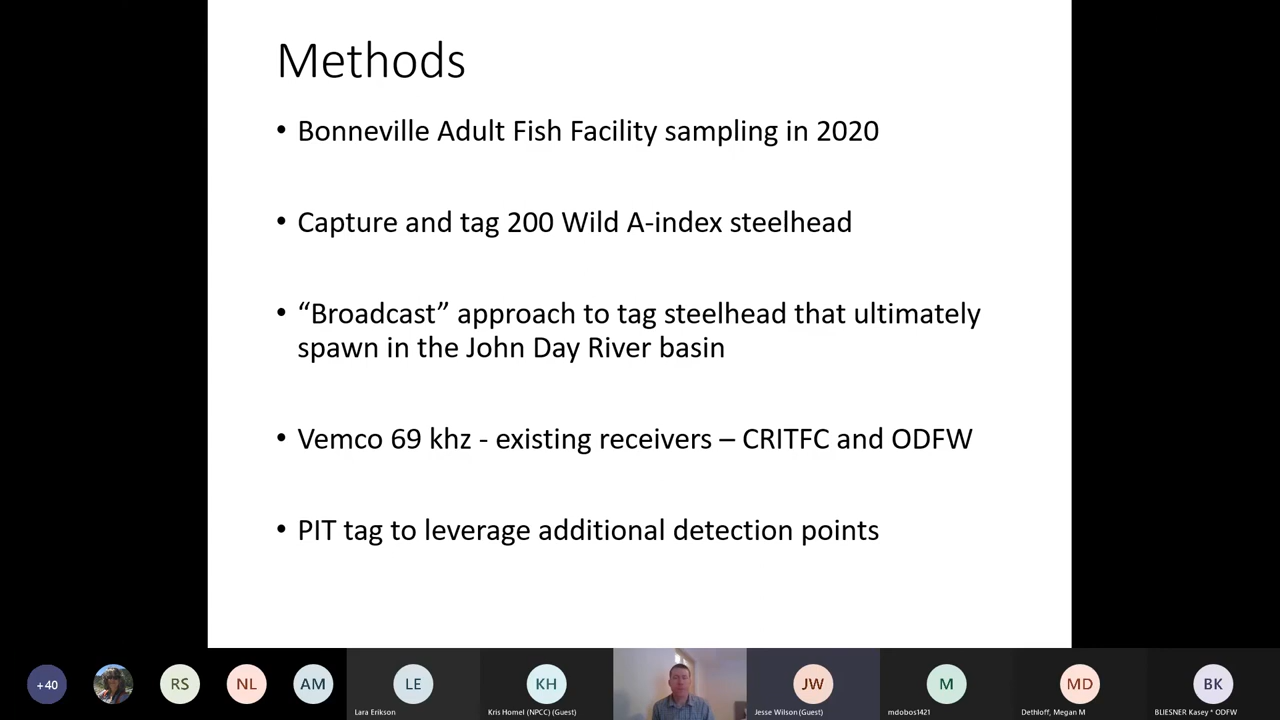 Methods
• Bonneville Adult Fish Facility sampling in 2020
• Capture and tag 200 Wild A-index steelhead
• “Broadcast” approach to tag steelhead that ultimately
spawn in the John Day River basin
• Vemco 69 khz - existing receivers – CRITFC and ODFW
• PIT tag to leverage additional detection points
+40
RS
NL
AM
LE
KH
JW
M
MD
BK
Lara Erikson
Kris Homel (NPCC) (Guest)
Jesse Wilson (Guest)
mdobos1421
Dethloff, Megan M
BLIESNER Kasey * ODFW